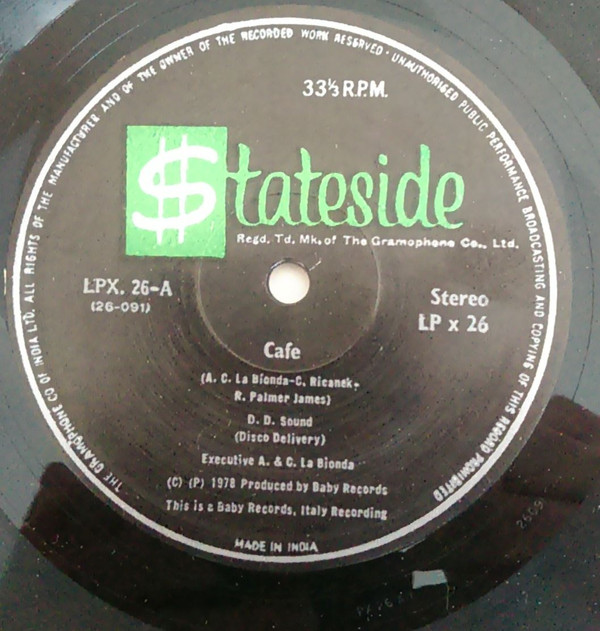 THE GRAMOPHONE CO OF INDIA LTD. ALL RIGHTS OF THE MANUFACTURER AND OF THE OWNER OF THE RECORDED WORK RESERVED · UNAUTHORISED PUBLIC PERFORMANCE BROADCASTING AND COPYING OF THIS RECORD PROHIBITED
33⅓ R.P.M.
$tateside
Regd. Td. Mk. of The Gramophone Co., Ltd.
LPX. 26-A
(26-091)
Stereo
LP x 26
Cafe
(A. C. La Bionda-C. Ricanek,
R. Palmer James)
D. D. Sound
(Disco Delivery)
Executive A. & C. La Bionda
(C) (P) 1978 Produced by Baby Records
This is a Baby Records, Italy Recording
MADE IN INDIA